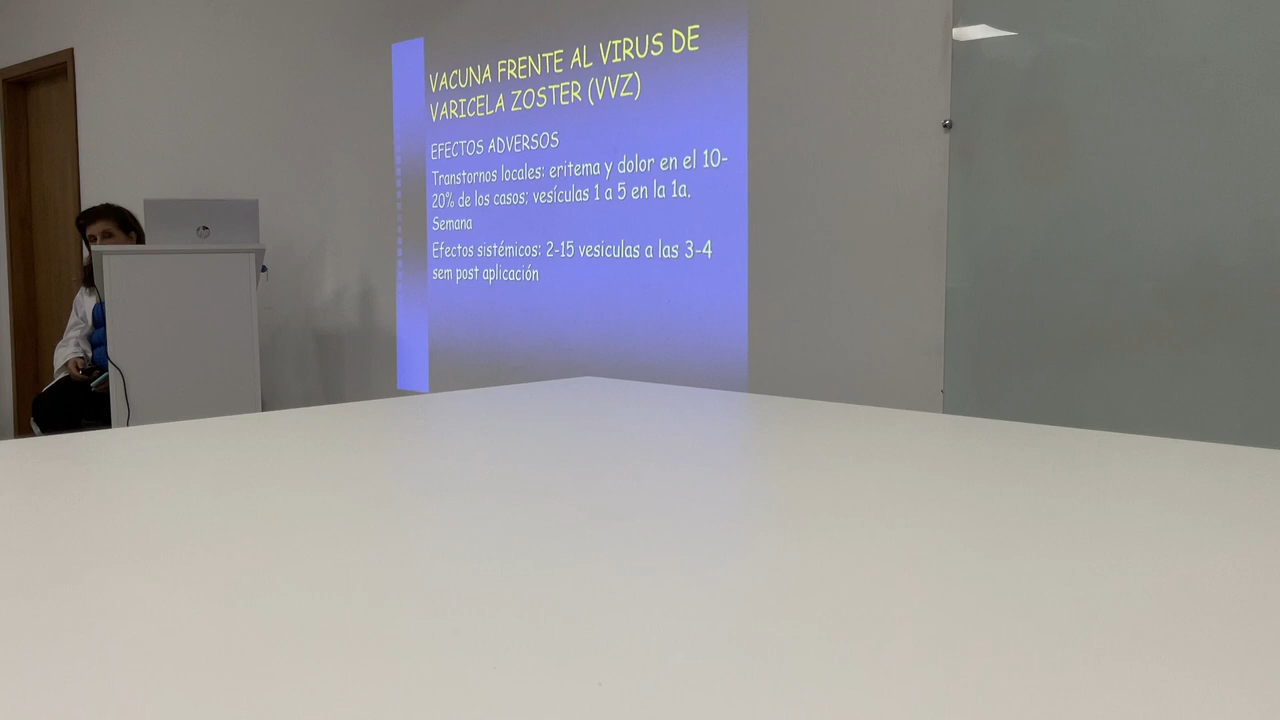 VACUNA FRENTE AL VIRUS DE
VARICELA ZOSTER (VVZ)
EFECTOS ADVERSOS
Transtornos locales: eritema y dolor en el 10-
20% de los casos; vesículas 1 a 5 en la 1a.
Semana
Efectos sistémicos: 2-15 vesiculas a las 3-4
sem post aplicación